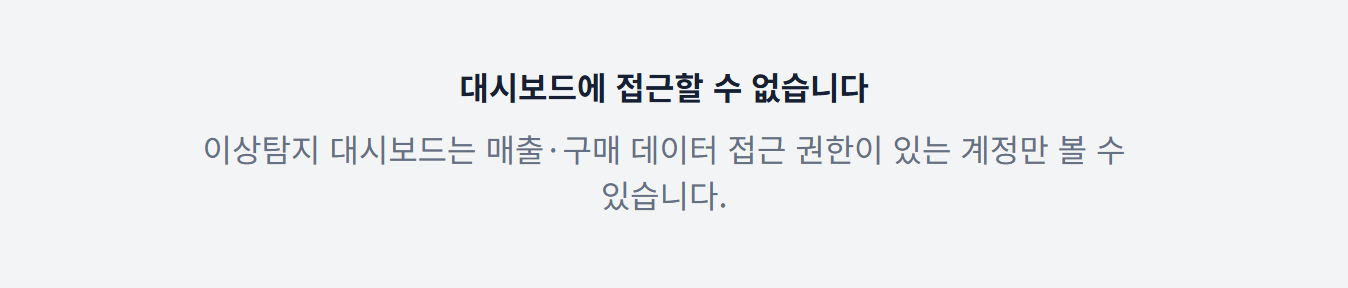 대시보드에 접근할 수 없습니다
이상탐지 대시보드는 매출·구매 데이터 접근 권한이 있는 계정만 볼 수
있습니다.